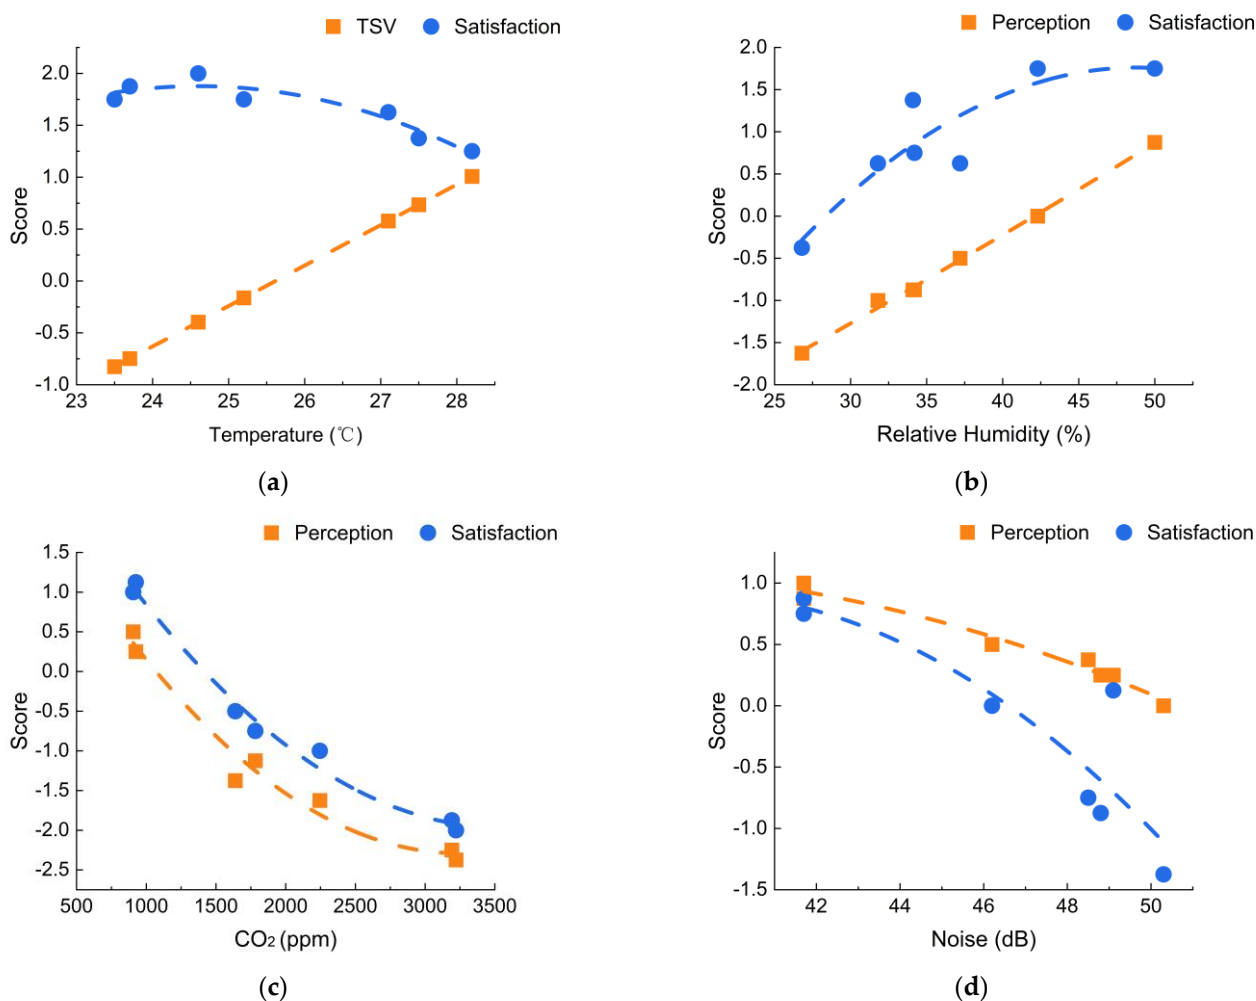 TSV Satisfaction
2.0
1.5
1.0
0.5
0.0
-0.5
-1.0
Score
23 24 25 26 27 28
Temperature (℃)
(a)
Perception Satisfaction
2.0
1.5
1.0
0.5
0.0
-0.5
-1.0
-1.5
-2.0
Score
25 30 35 40 45 50
Relative Humidity (%)
(b)
Perception Satisfaction
1.5
1.0
0.5
0.0
-0.5
-1.0
-1.5
-2.0
-2.5
Score
500 1000 1500 2000 2500 3000 3500
CO₂ (ppm)
(c)
Perception Satisfaction
1.0
0.5
0.0
-0.5
-1.0
-1.5
Score
42 44 46 48 50
Noise (dB)
(d)